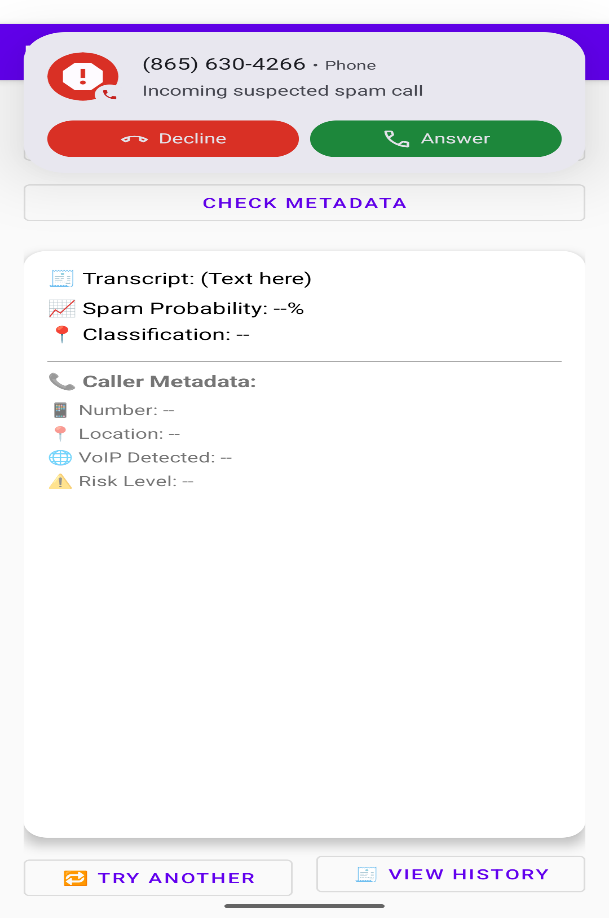 (865) 630-4266 • Phone
Incoming suspected spam call
Decline
Answer
CHECK METADATA
Transcript: (Text here)
Spam Probability: --%
Classification: --
Caller Metadata:
Number: --
Location: --
VoIP Detected: --
Risk Level: --
TRY ANOTHER
VIEW HISTORY